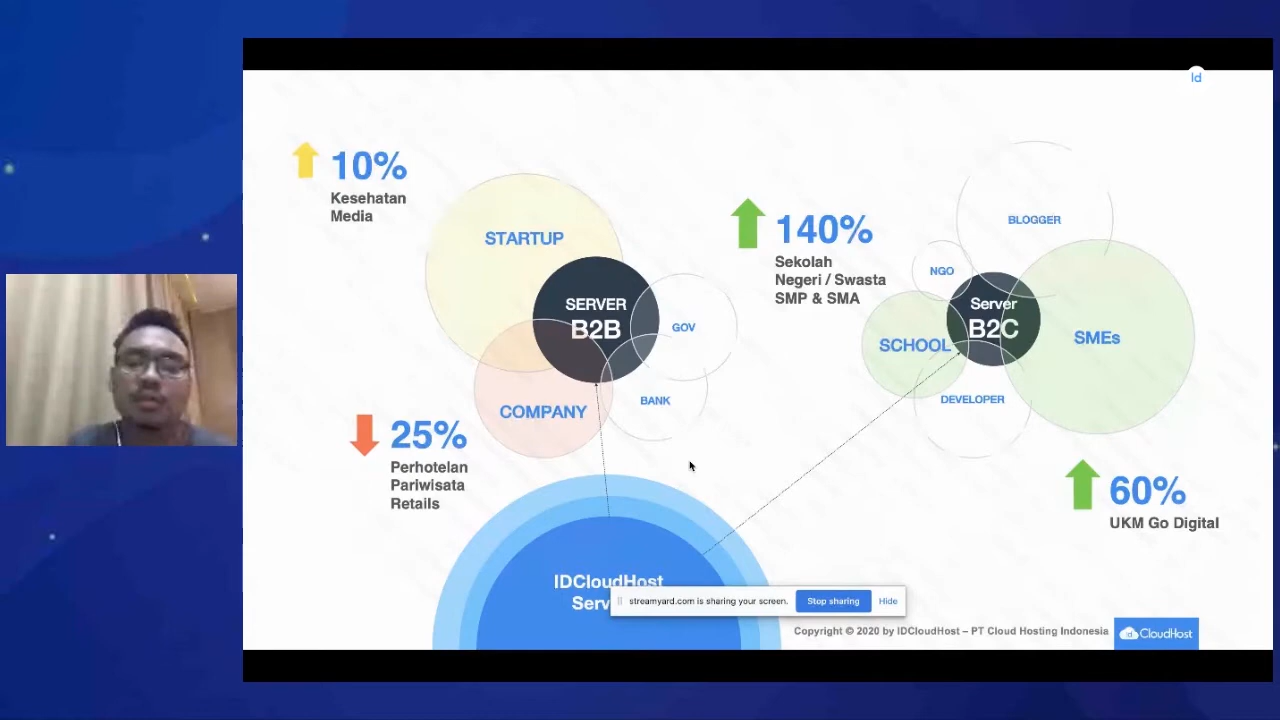 Id
10%
Kesehatan
Media
STARTUP
SERVER
B2B
GOV
COMPANY
BANK
25%
Perhotelan
Pariwisata
Retails
140%
Sekolah
Negeri / Swasta
SMP & SMA
BLOGGER
NGO
Server
B2C
SCHOOL
SMEs
DEVELOPER
60%
UKM Go Digital
IDCloudHost
Serv
streamyard.com is sharing your screen.
Stop sharing
Hide
Copyright © 2020 by IDCloudHost – PT Cloud Hosting Indonesia
id CloudHost